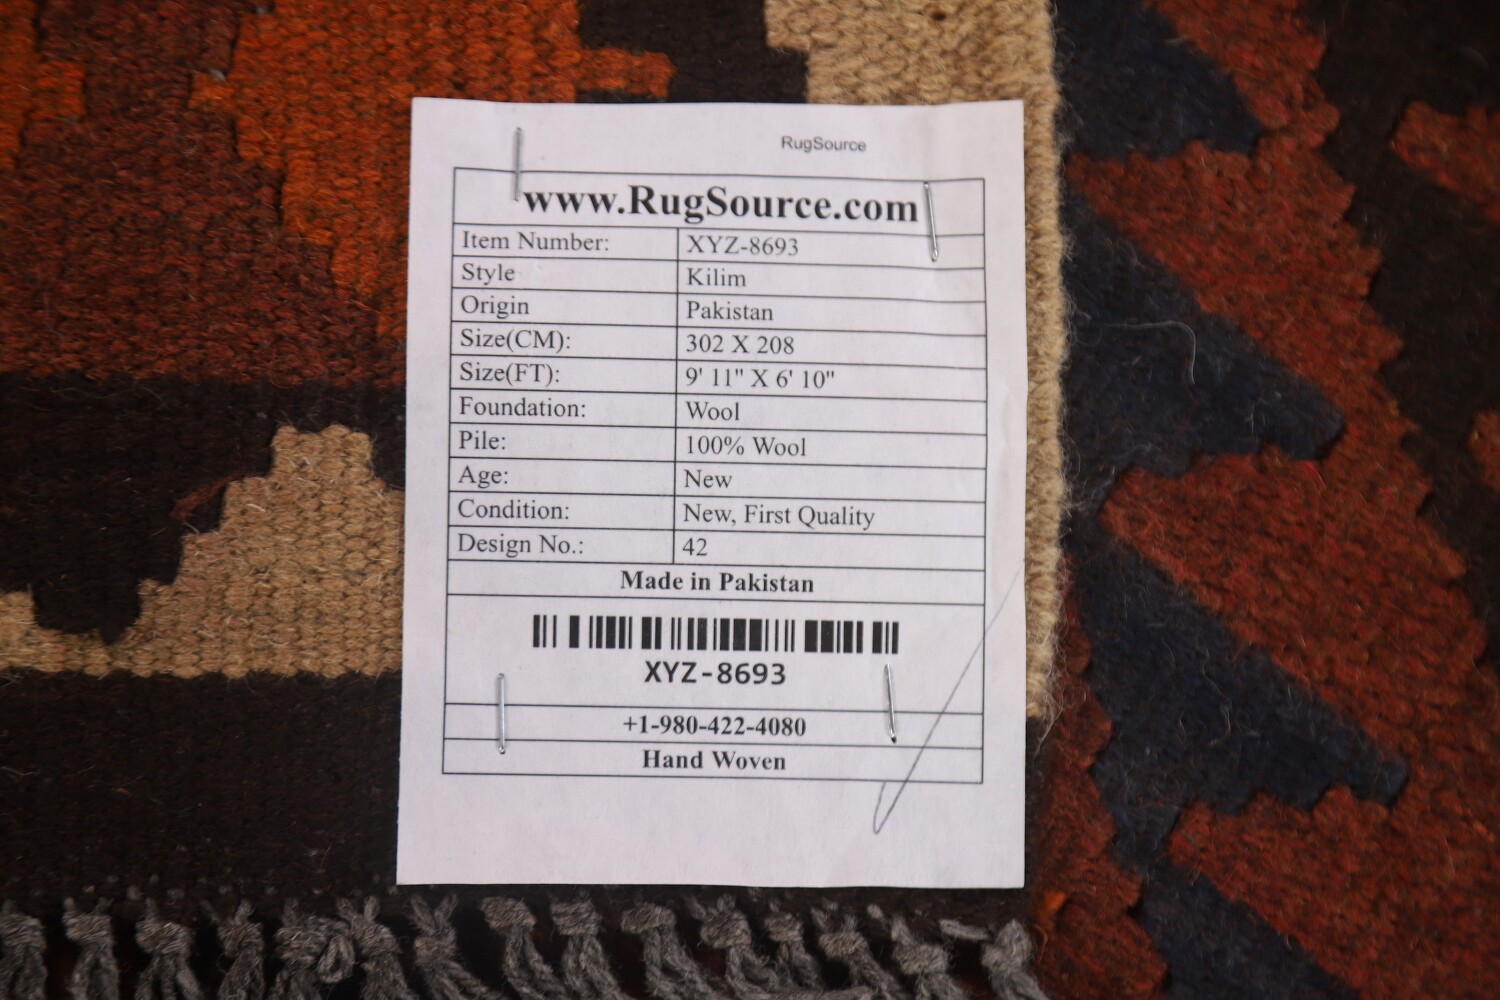 RugSource
www.RugSource.com
Item Number: XYZ-8693
Style Kilim
Origin Pakistan
Size(CM): 302 X 208
Size(FT): 9' 11" X 6' 10"
Foundation: Wool
Pile: 100% Wool
Age: New
Condition: New, First Quality
Design No.: 42
Made in Pakistan
XYZ-8693
+1-980-422-4080
Hand Woven